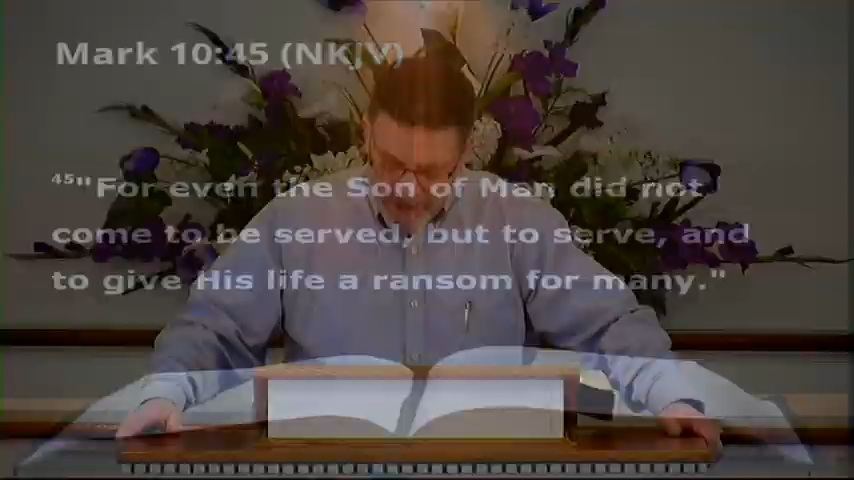 Mark 10:45 (NKJV)
⁴⁵"For even the Son of Man did not
come to be served, but to serve, and
to give His life a ransom for many."